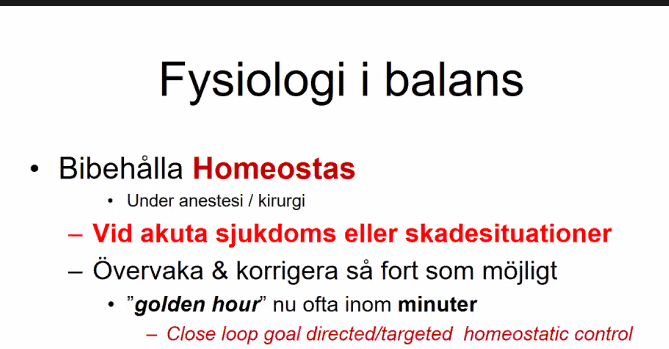 Fysiologi i balans
• Bibehålla Homeostas
• Under anestesi / kirurgi
– Vid akuta sjukdoms eller skadesituationer
– Övervaka & korrigera så fort som möjligt
• ”golden hour” nu ofta inom minuter
– Close loop goal directed/targeted homeostatic control